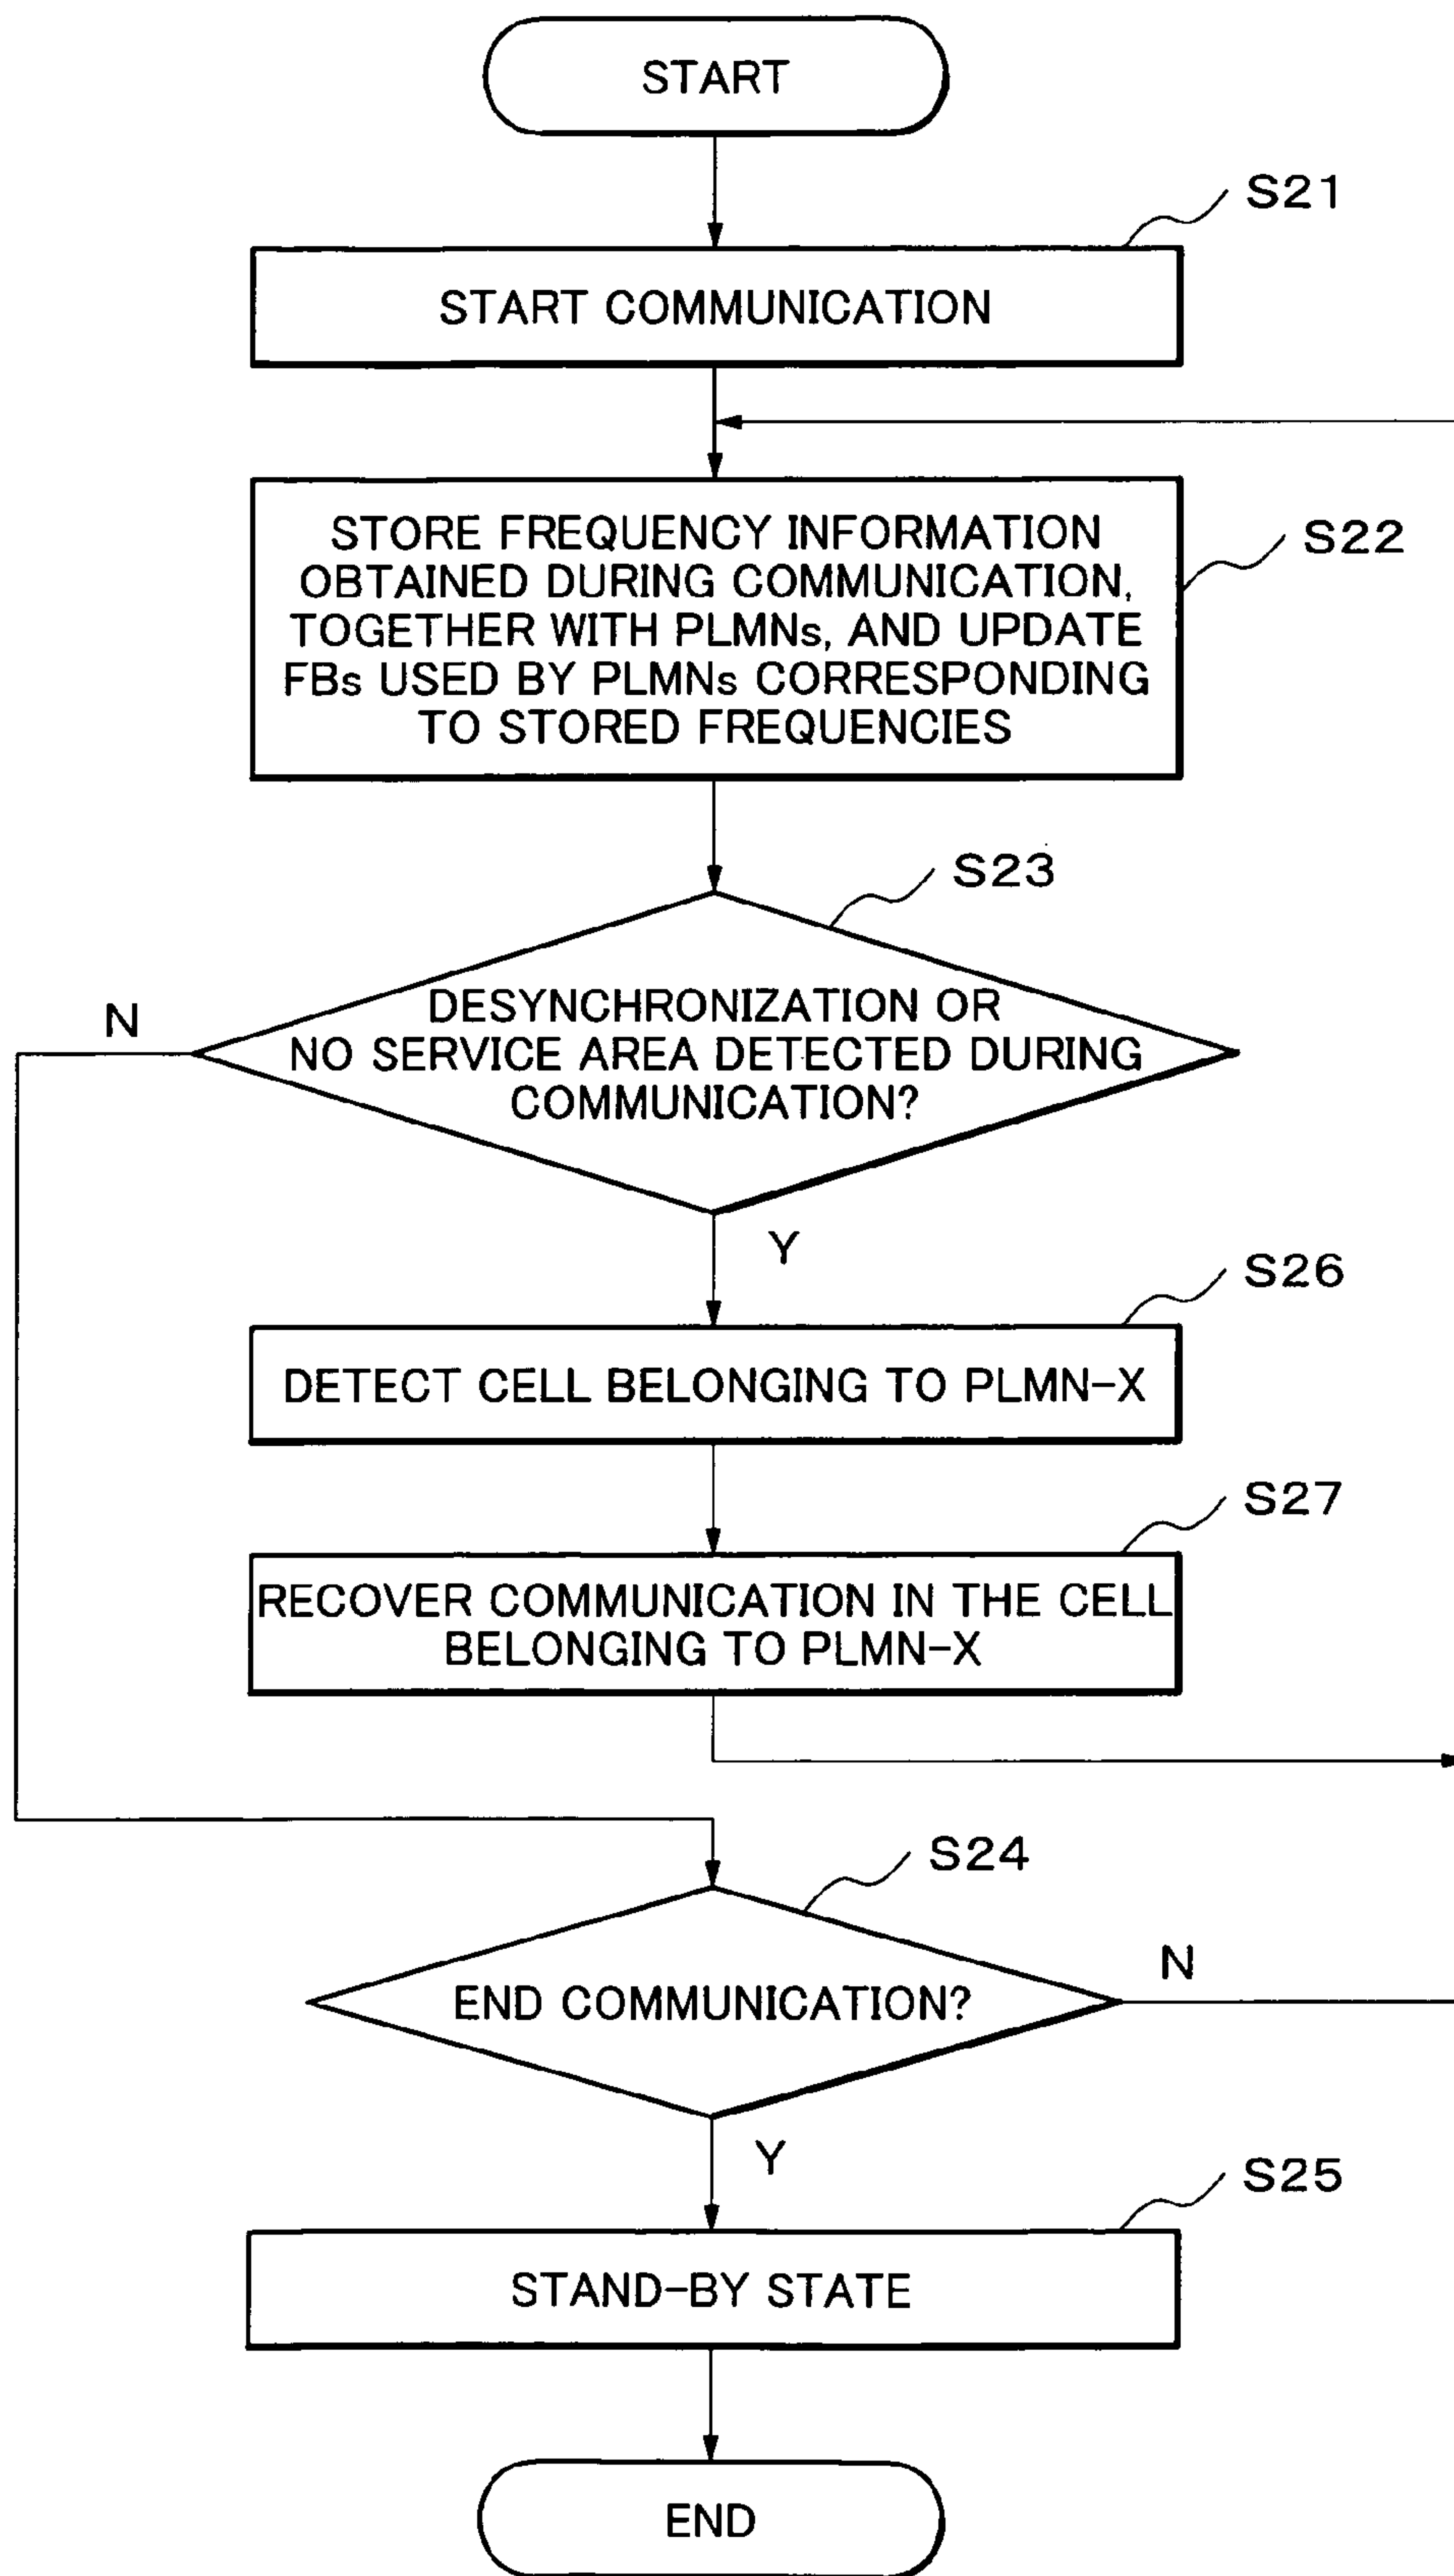 START
S21
START COMMUNICATION
S22
STORE FREQUENCY INFORMATION
OBTAINED DURING COMMUNICATION,
TOGETHER WITH PLMNs, AND UPDATE
FBs USED BY PLMNs CORRESPONDING
TO STORED FREQUENCIES
S23
N
DESYNCHRONIZATION OR
NO SERVICE AREA DETECTED DURING
COMMUNICATION?
Y
S26
DETECT CELL BELONGING TO PLMN-X
S27
RECOVER COMMUNICATION IN THE CELL
BELONGING TO PLMN-X
S24
N
END COMMUNICATION?
Y
S25
STAND-BY STATE
END